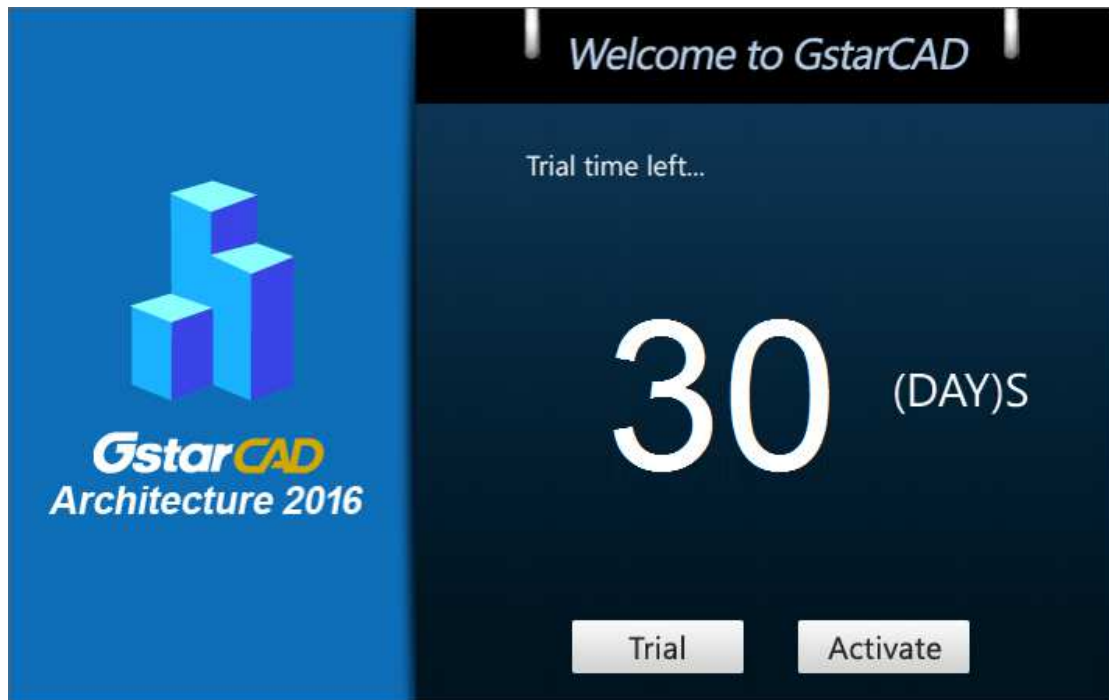 Welcome to GstarCAD
Trial time left...
30 (DAY)S
GstarCAD
Architecture 2016
Trial
Activate